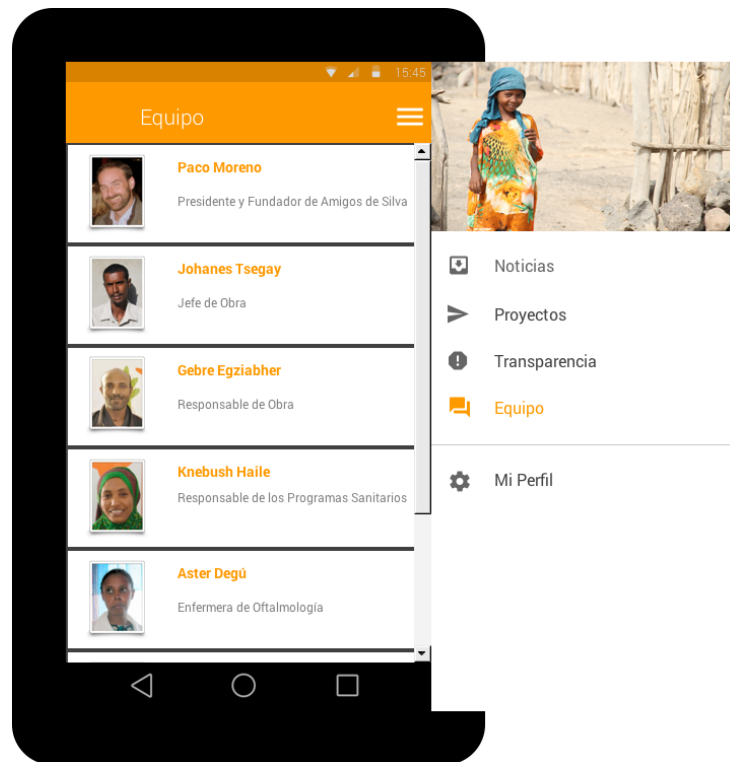 15:45
Equipo
Paco Moreno
Presidente y Fundador de Amigos de Silva
Johanes Tsegay
Jefe de Obra
Gebre Egziabher
Responsable de Obra
Knebush Haile
Responsable de los Programas Sanitarios
Aster Degú
Enfermera de Oftalmología
Noticias
Proyectos
Transparencia
Equipo
Mi Perfil